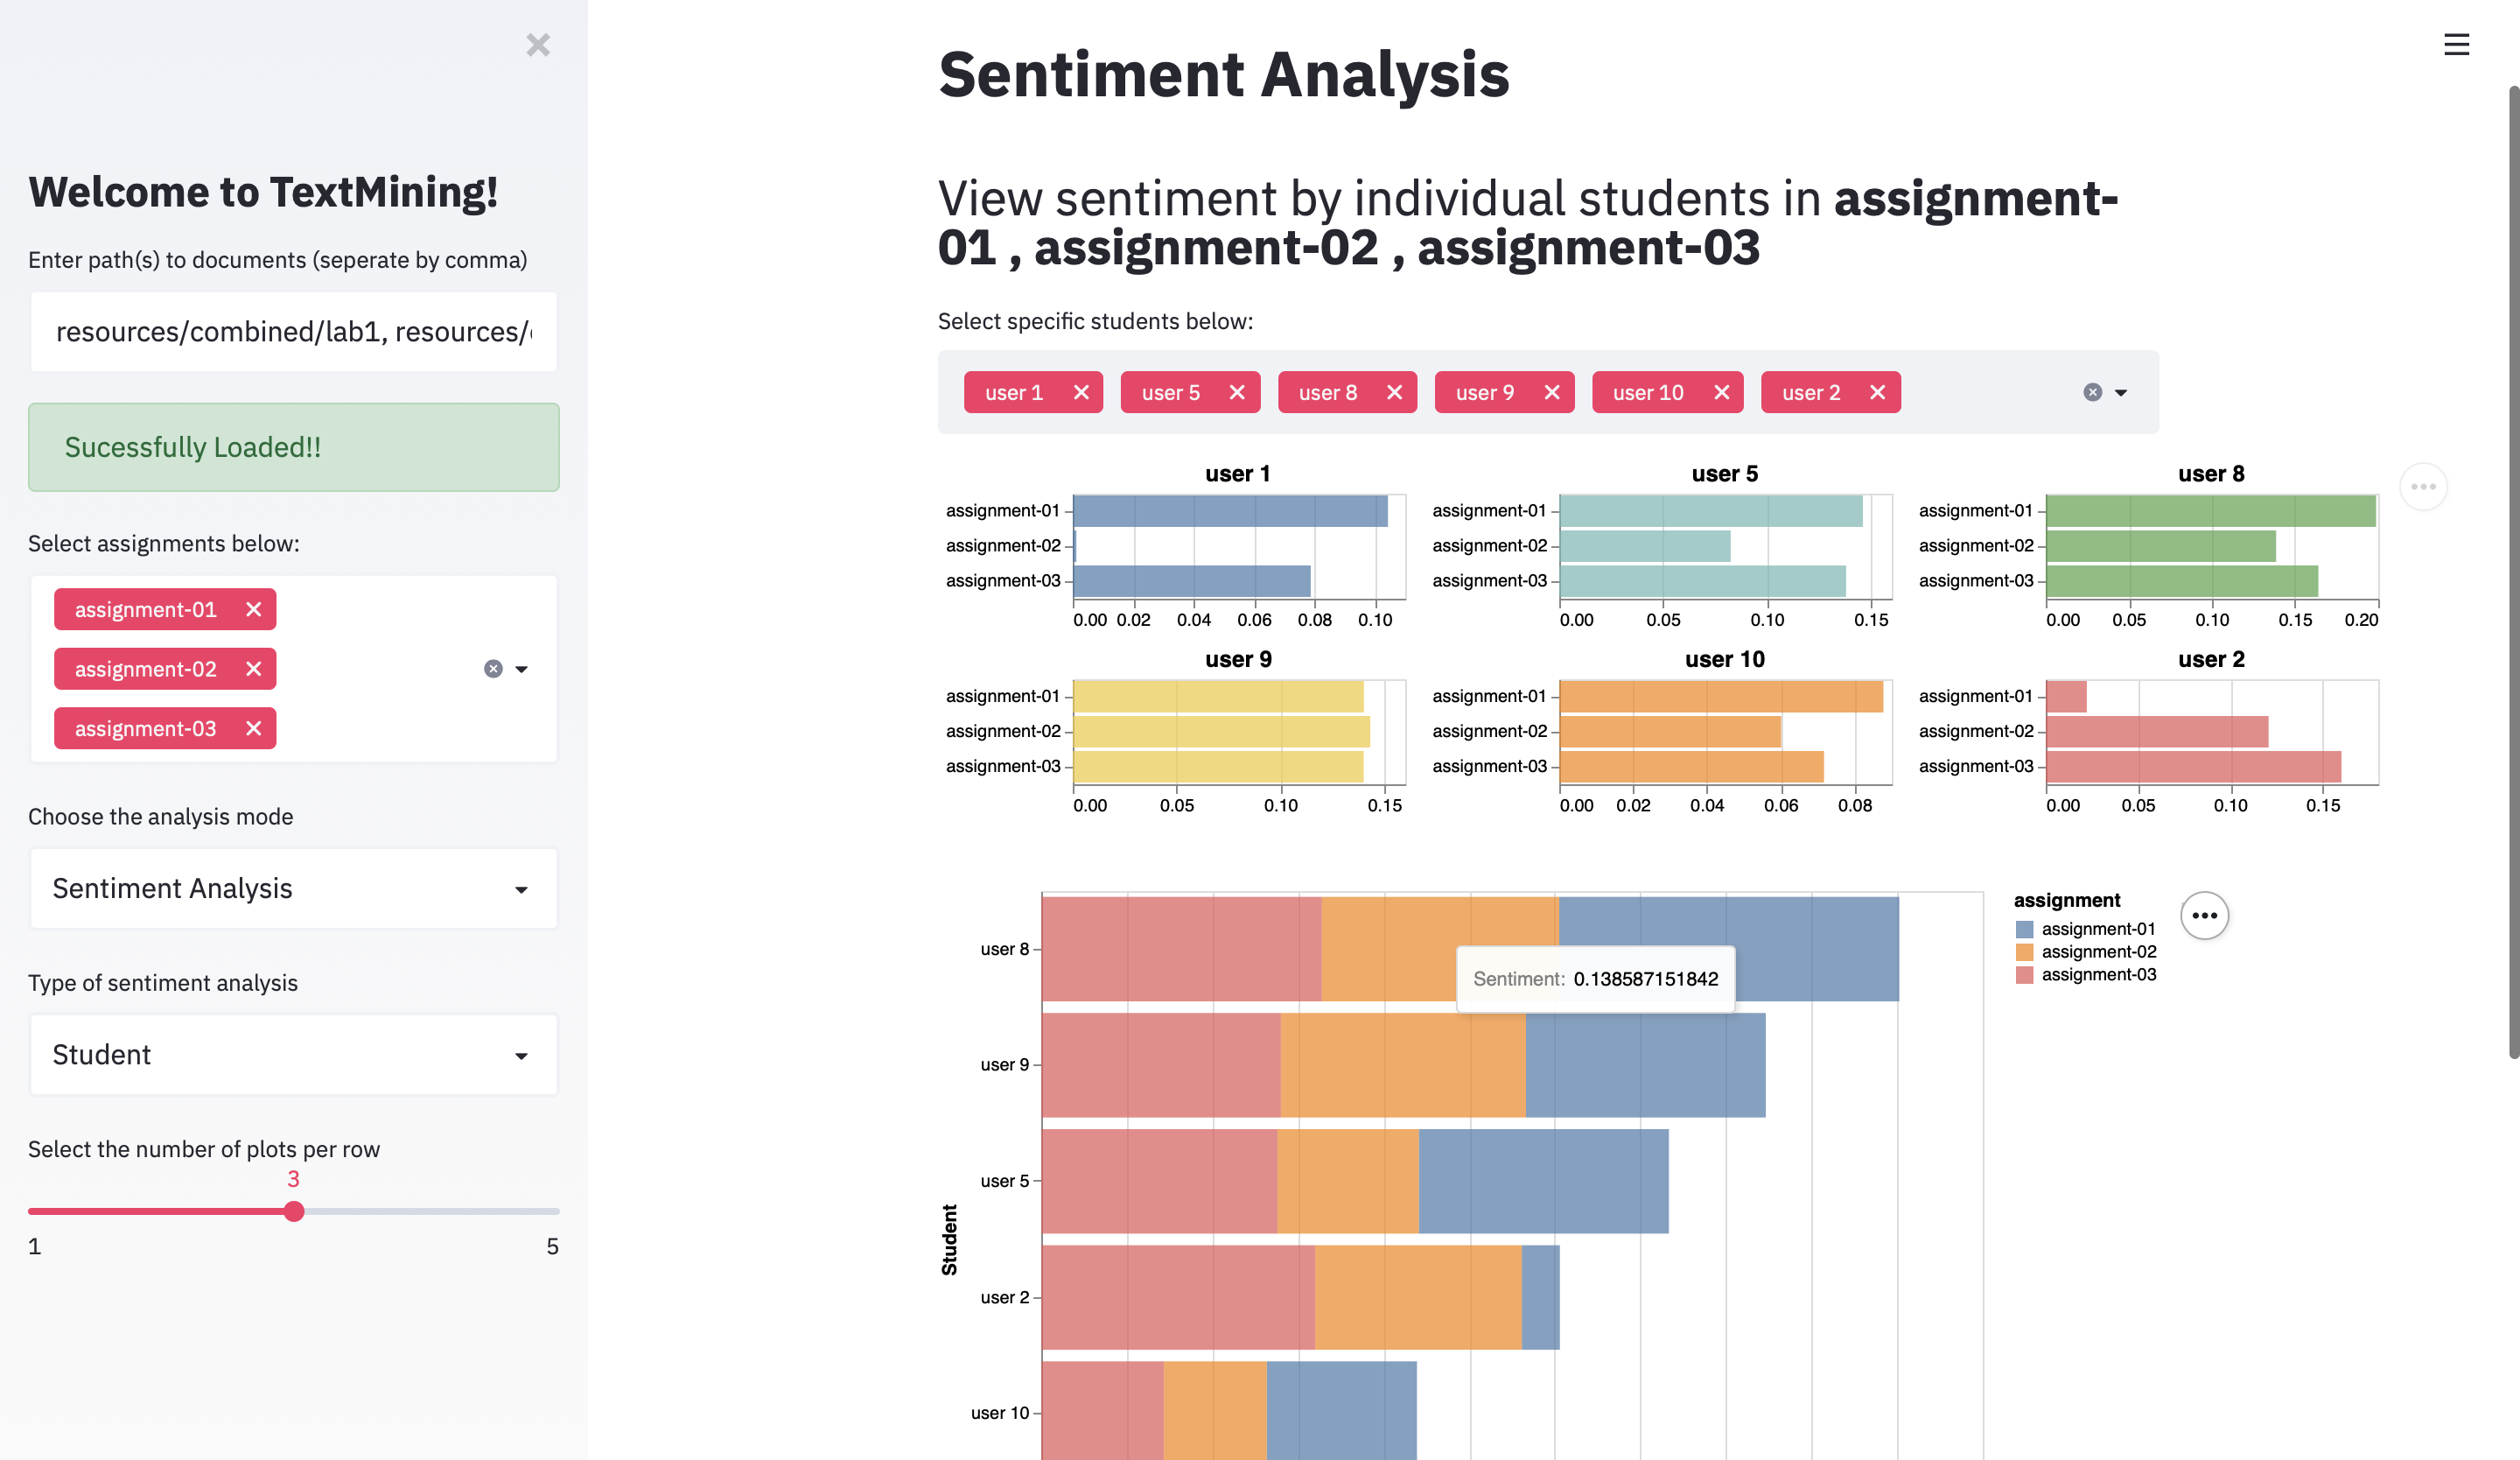 Welcome to TextMining!
Enter path(s) to documents (seperate by comma)
resources/combined/lab1, resources/
Sucessfully Loaded!!
Select assignments below:
assignment-01
assignment-02
assignment-03
Choose the analysis mode
Sentiment Analysis
Type of sentiment analysis
Student
Select the number of plots per row
3
1 5
Sentiment Analysis
View sentiment by individual students in assignment-
01 , assignment-02 , assignment-03
Select specific students below:
user 1 user 5 user 8 user 9 user 10 user 2
user 1
assignment-01
assignment-02
assignment-03
0.00 0.02 0.04 0.06 0.08 0.10
user 5
assignment-01
assignment-02
assignment-03
0.00 0.05 0.10 0.15
user 8
assignment-01
assignment-02
assignment-03
0.00 0.05 0.10 0.15 0.20
user 9
assignment-01
assignment-02
assignment-03
0.00 0.05 0.10 0.15
user 10
assignment-01
assignment-02
assignment-03
0.00 0.02 0.04 0.06 0.08
user 2
assignment-01
assignment-02
assignment-03
0.00 0.05 0.10 0.15
Student
user 8
user 9
user 5
user 2
user 10
Sentiment: 0.138587151842
assignment
assignment-01
assignment-02
assignment-03